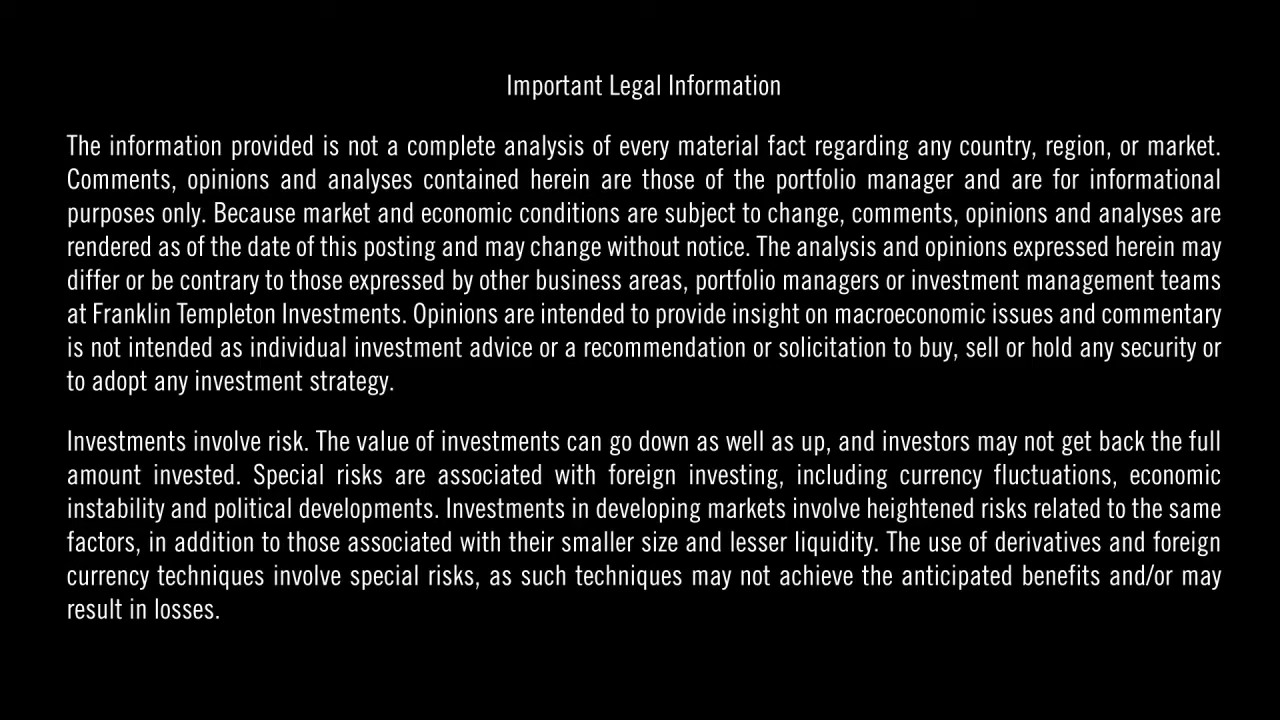 Important Legal Information
The information provided is not a complete analysis of every material fact regarding any country, region, or market.
Comments, opinions and analyses contained herein are those of the portfolio manager and are for informational
purposes only. Because market and economic conditions are subject to change, comments, opinions and analyses are
rendered as of the date of this posting and may change without notice. The analysis and opinions expressed herein may
differ or be contrary to those expressed by other business areas, portfolio managers or investment management teams
at Franklin Templeton Investments. Opinions are intended to provide insight on macroeconomic issues and commentary
is not intended as individual investment advice or a recommendation or solicitation to buy, sell or hold any security or
to adopt any investment strategy.
Investments involve risk. The value of investments can go down as well as up, and investors may not get back the full
amount invested. Special risks are associated with foreign investing, including currency fluctuations, economic
instability and political developments. Investments in developing markets involve heightened risks related to the same
factors, in addition to those associated with their smaller size and lesser liquidity. The use of derivatives and foreign
currency techniques involve special risks, as such techniques may not achieve the anticipated benefits and/or may
result in losses.